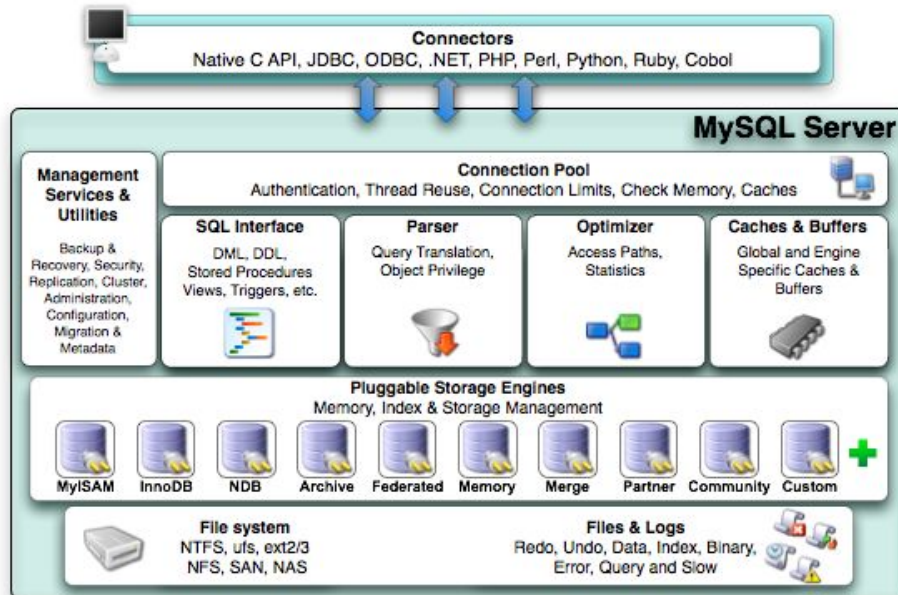 Connectors
Native C API, JDBC, ODBC, .NET, PHP, Perl, Python, Ruby, Cobol
MySQL Server
Management
Services &
Utilities
Backup &
Recovery, Security,
Replication, Cluster,
Administration,
Configuration,
Migration &
Metadata
Connection Pool
Authentication, Thread Reuse, Connection Limits, Check Memory, Caches
SQL Interface
DML, DDL,
Stored Procedures
Views, Triggers, etc.
Parser
Query Translation,
Object Privilege
Optimizer
Access Paths,
Statistics
Caches & Buffers
Global and Engine
Specific Caches &
Buffers
Pluggable Storage Engines
Memory, Index & Storage Management
MyISAM
InnoDB
NDB
Archive
Federated
Memory
Merge
Partner
Community
Custom
File system
NTFS, ufs, ext2/3
NFS, SAN, NAS
Files & Logs
Redo, Undo, Data, Index, Binary,
Error, Query and Slow